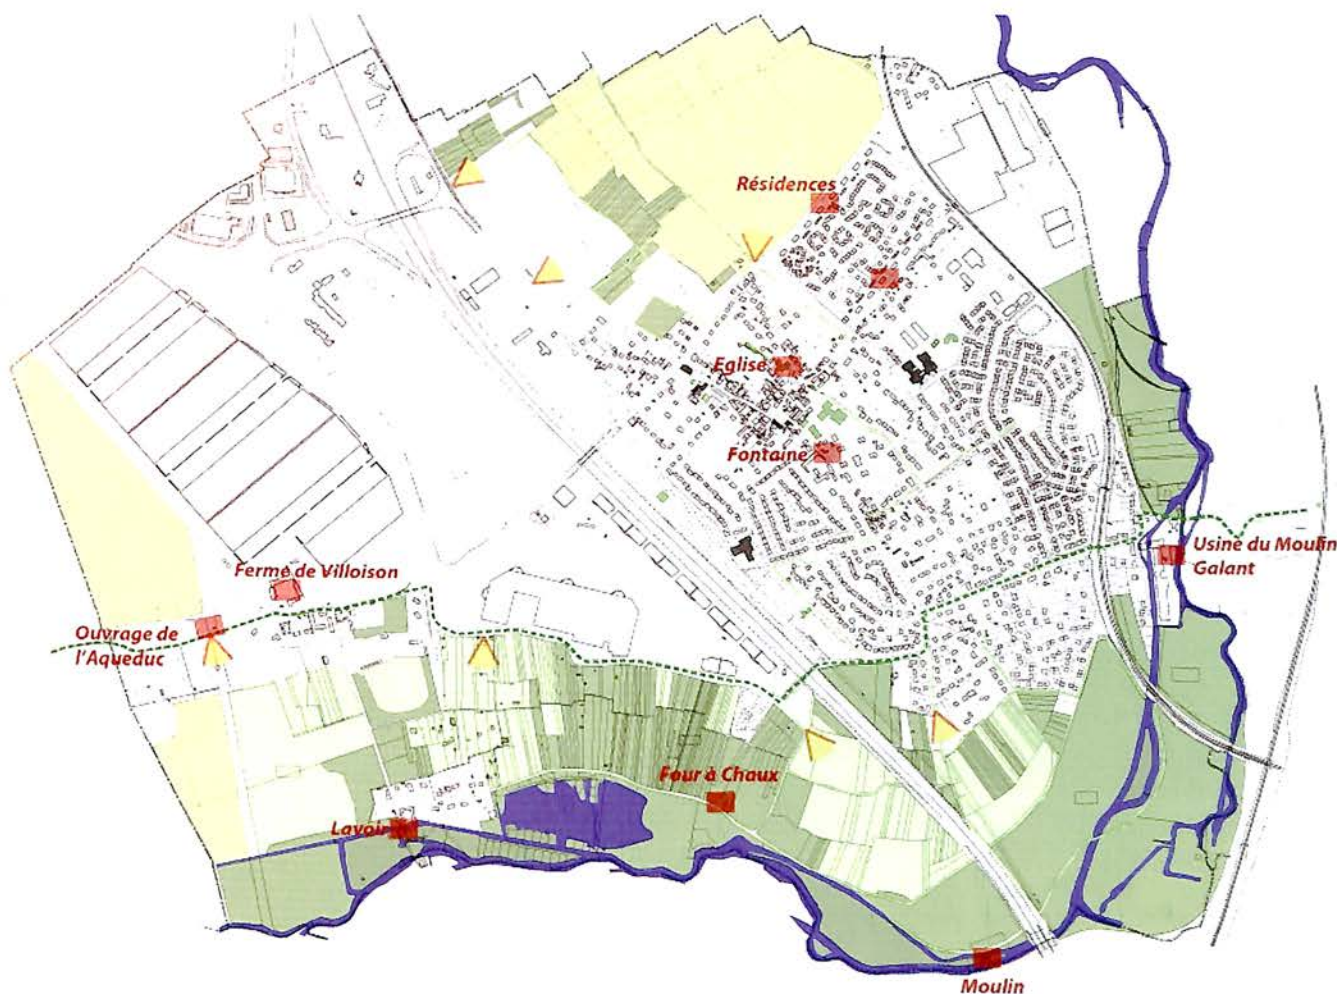 Résidences
Eglise
Fontaine
Usine du Moulin
Galant
Ferme de Villoison
Ouvrage de
l'Aqueduc
Four à Chaux
Lavoir
Moulin